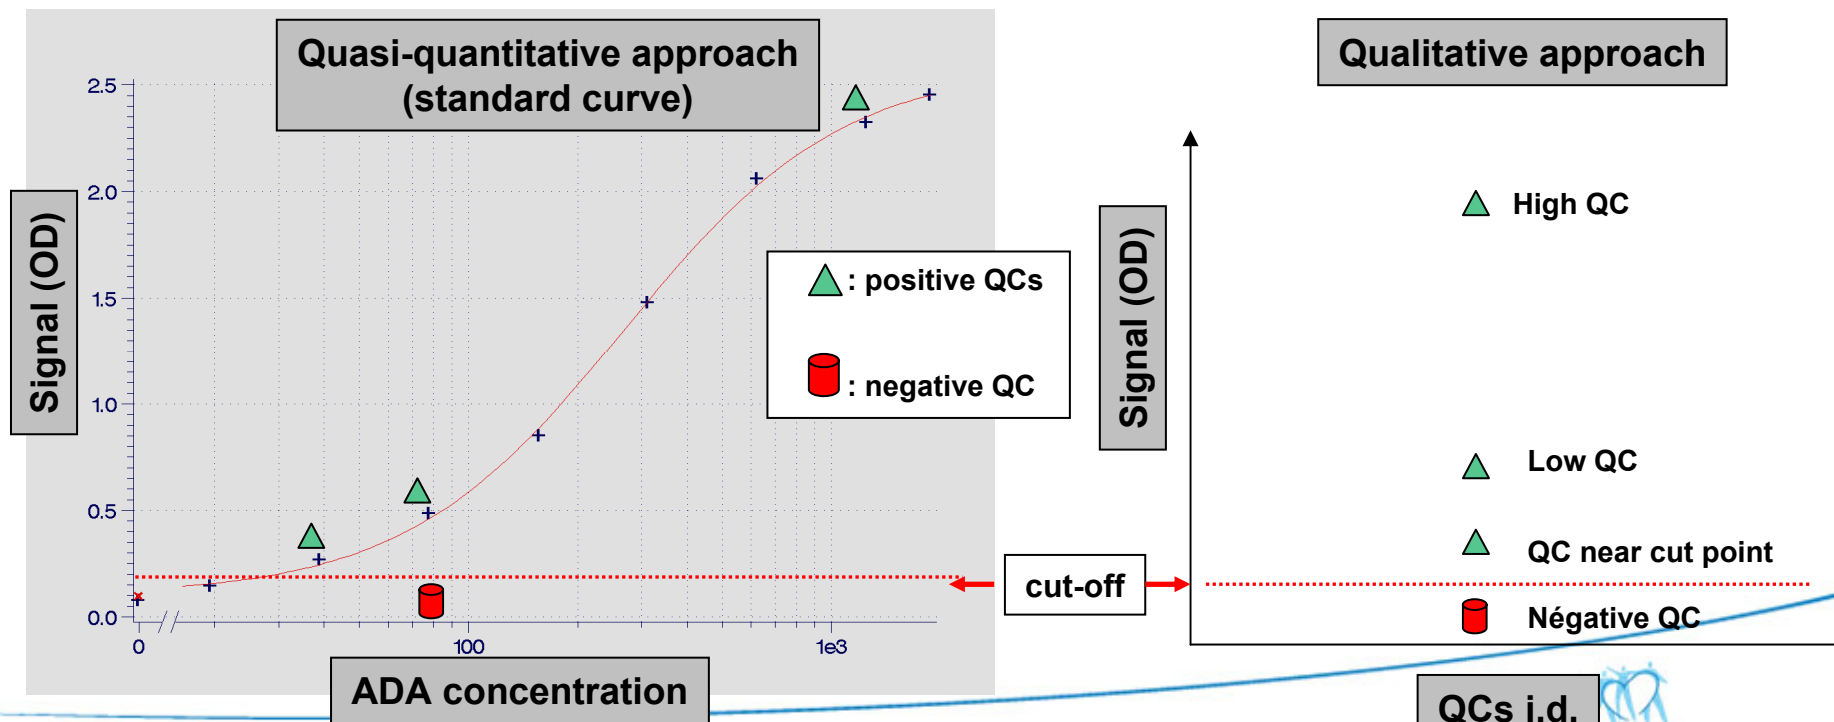 Quasi-quantitative approach
(standard curve)
Signal (OD)
2.5
2.0
1.5
1.0
0.5
0.0
0
100
1e3
ADA concentration
: positive QCs
: negative QC
cut-off
Qualitative approach
Signal (OD)
High QC
Low QC
QC near cut point
Négative QC
QCs i.d.